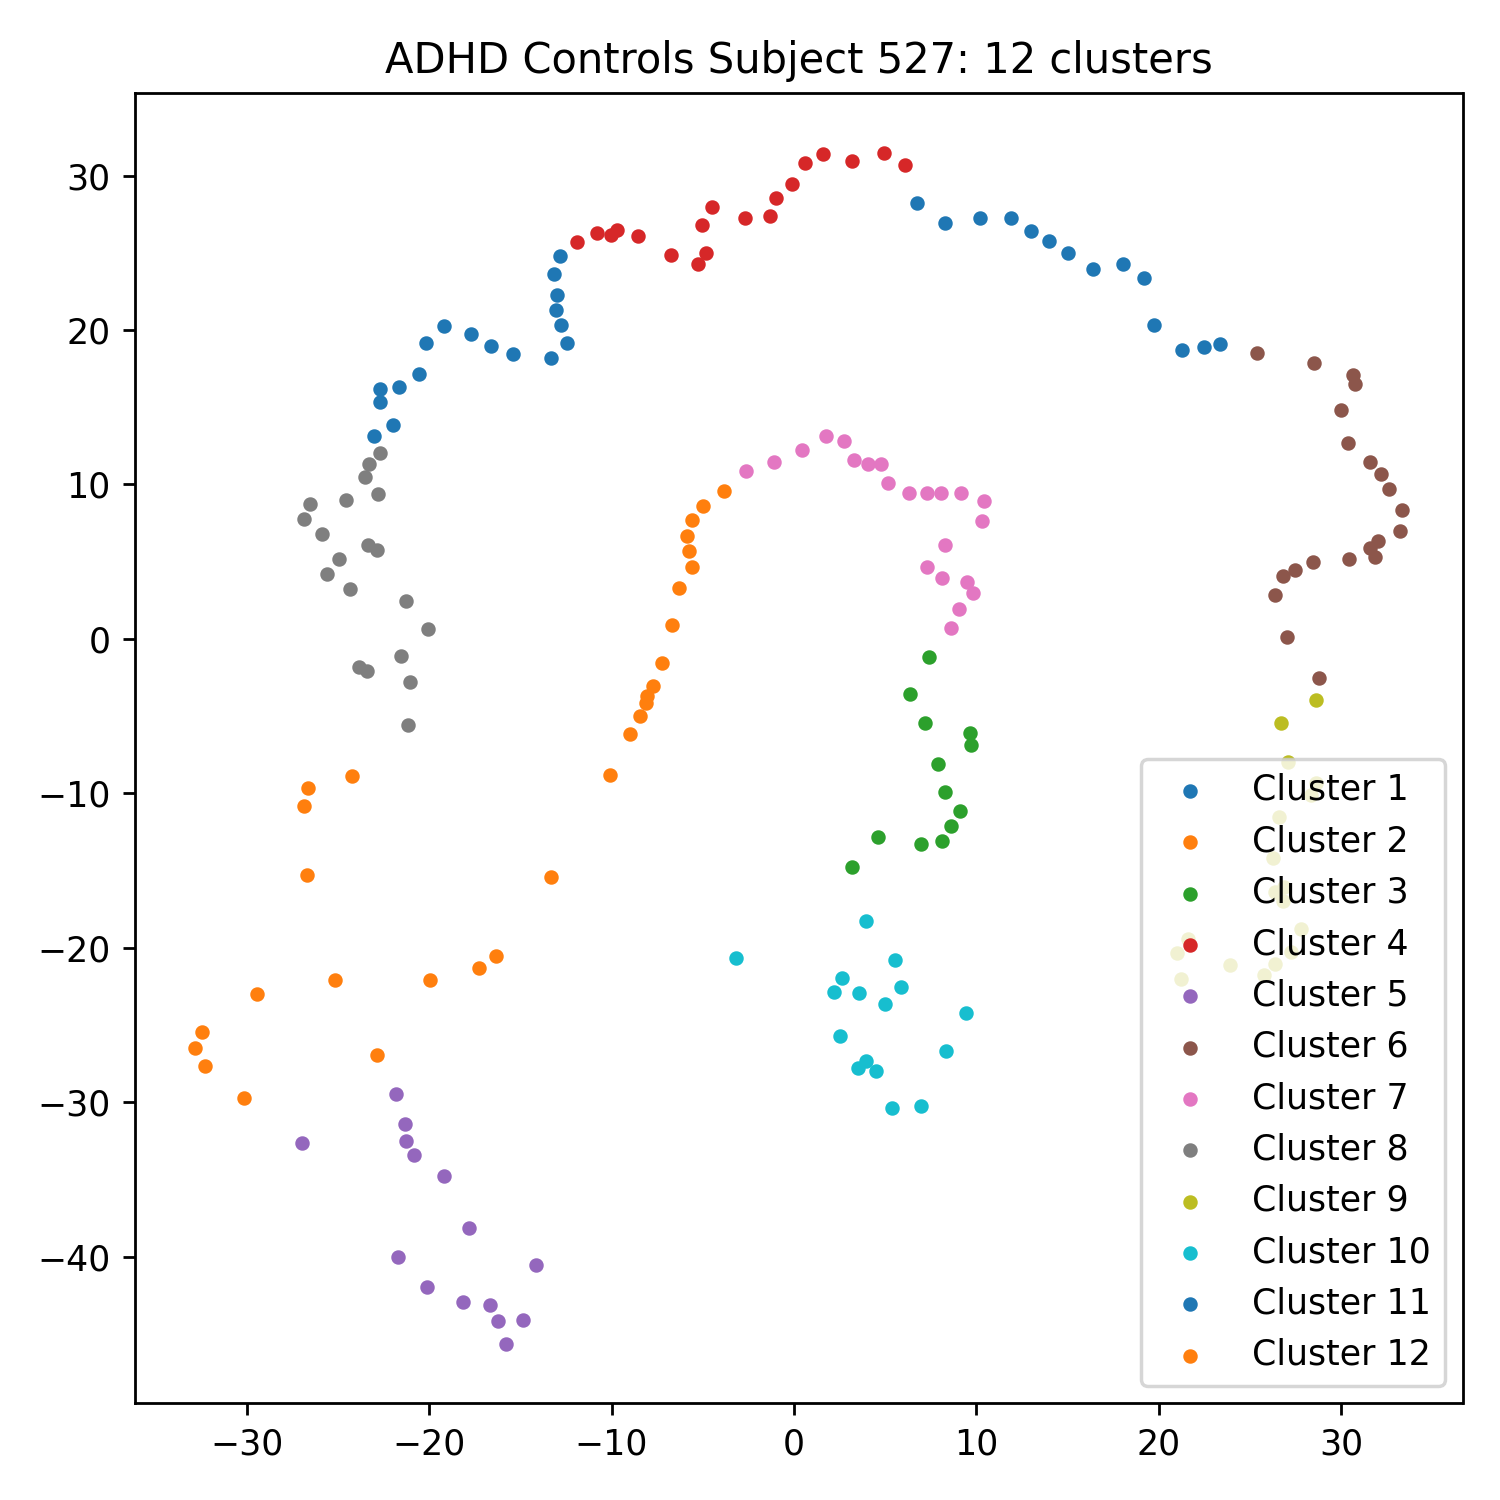 ADHD Controls Subject 527: 12 clusters
30
20
10
0
−10
−20
−30
−40
−30
−20
−10
0
10
20
30
Cluster 1
Cluster 2
Cluster 3
Cluster 4
Cluster 5
Cluster 6
Cluster 7
Cluster 8
Cluster 9
Cluster 10
Cluster 11
Cluster 12